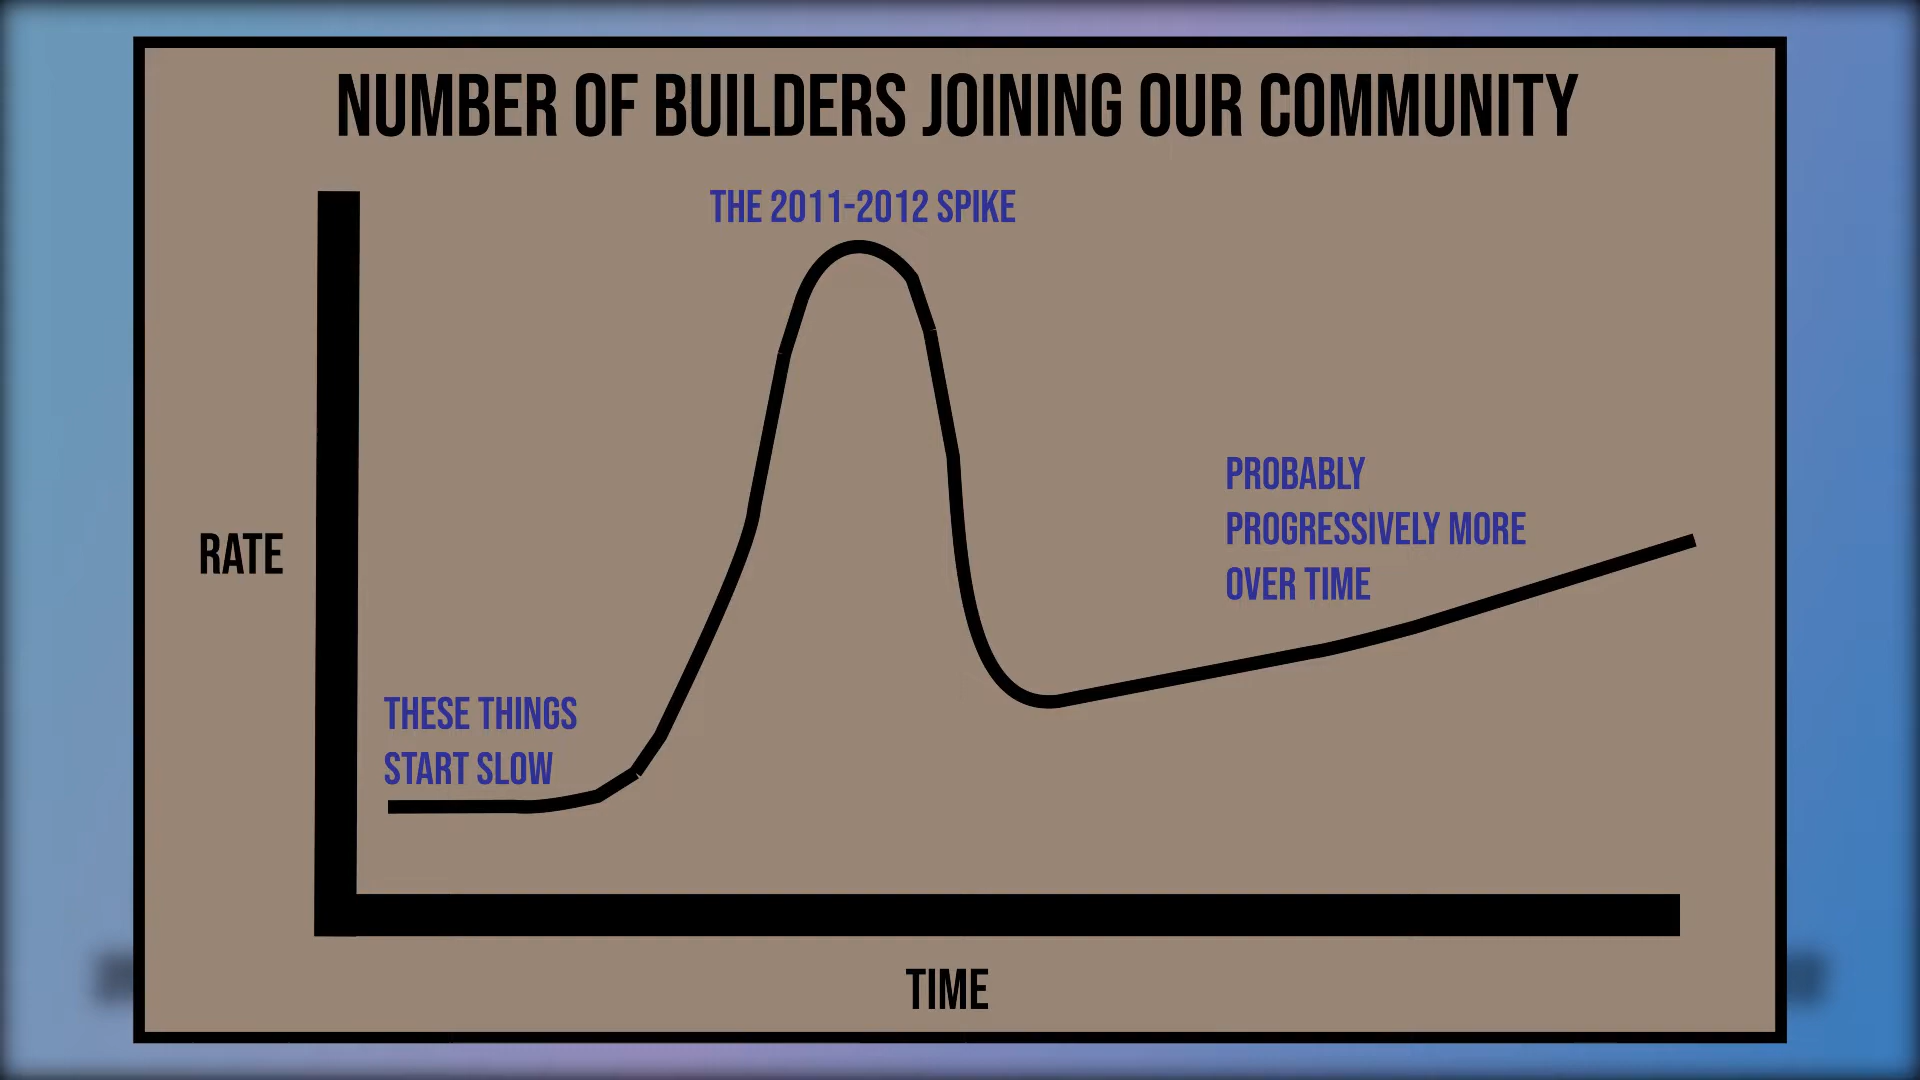 NUMBER OF BUILDERS JOINING OUR COMMUNITY
THE 2011-2012 SPIKE
PROBABLY
PROGRESSIVELY MORE
OVER TIME
RATE
THESE THINGS
START SLOW
TIME